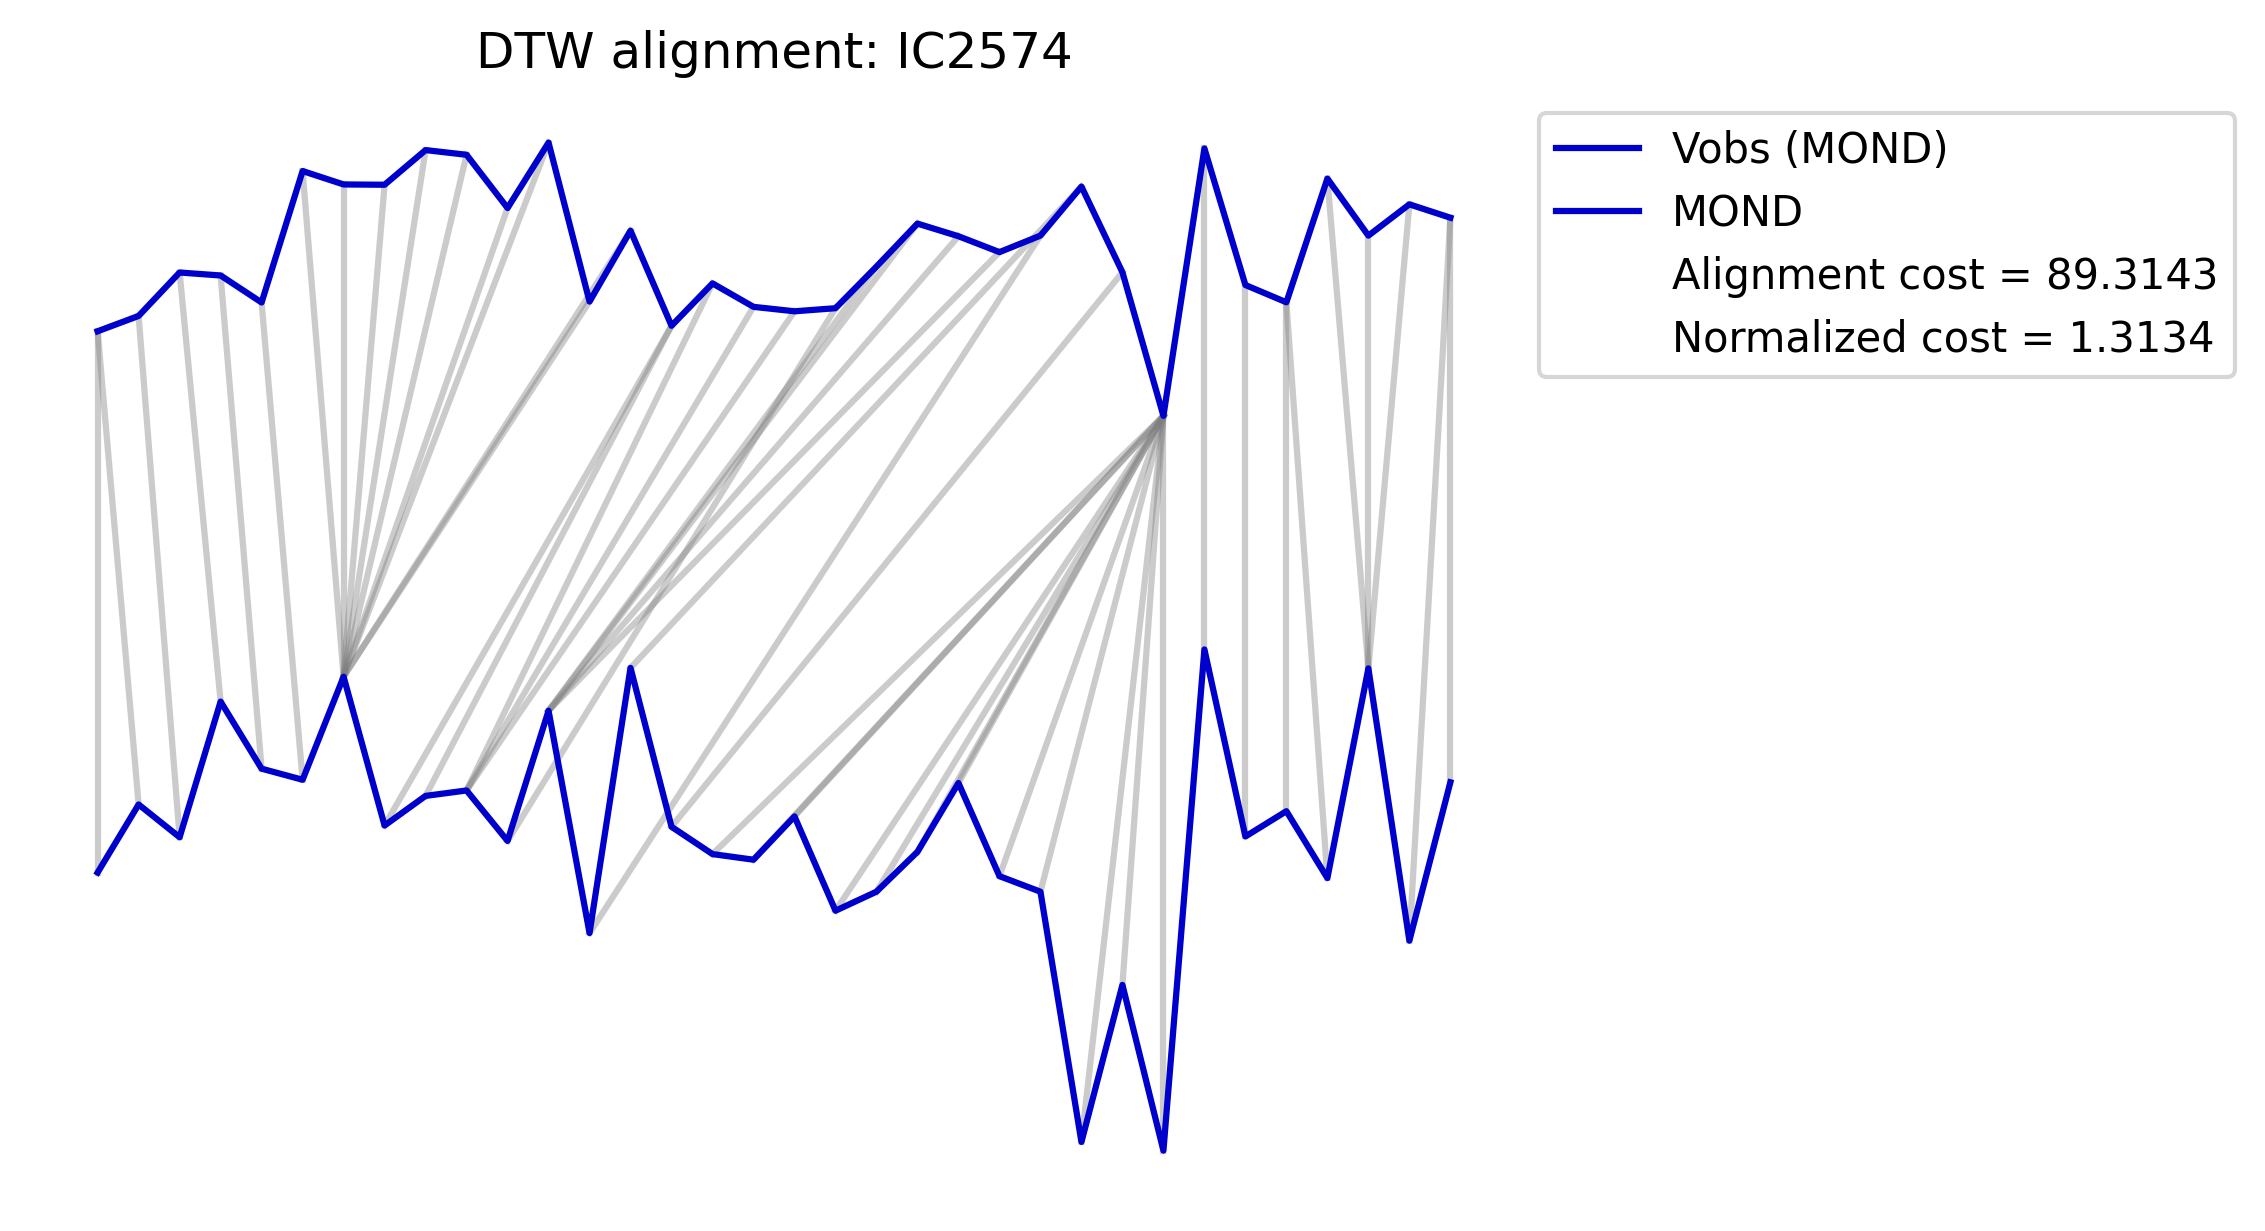 DTW alignment: IC2574
Vobs (MOND)
MOND
Alignment cost = 89.3143
Normalized cost = 1.3134